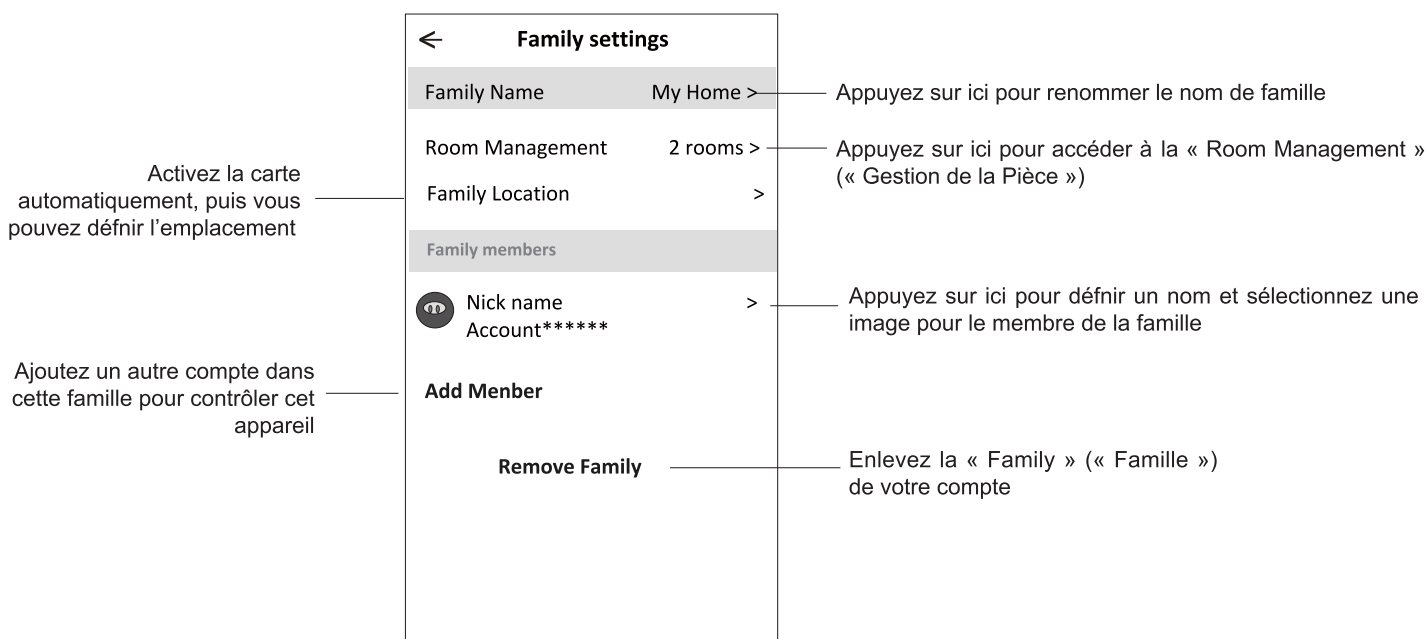 Family settings
Family Name My Home >
Appuyez sur ici pour renommer le nom de famille
Room Management 2 rooms >
Appuyez sur ici pour accéder à la « Room Management »
(« Gestion de la Pièce »)
Activez la carte
automatiquement, puis vous
pouvez défnir l’emplacement
Family Location >
Family members
Nick name >
Account******
Appuyez sur ici pour défnir un nom et sélectionnez une
image pour le membre de la famille
Ajoutez un autre compte dans
cette famille pour contrôler cet
appareil
Add Menber
Remove Family
Enlevez la « Family » (« Famille »)
de votre compte